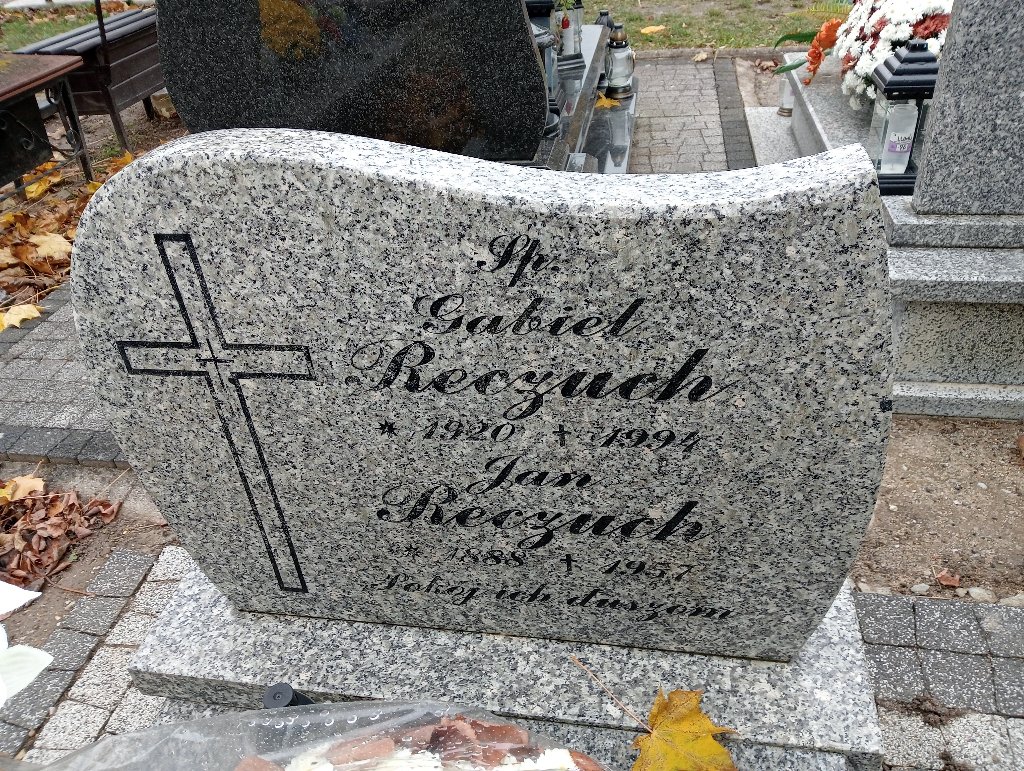 Śp.
Gabiel
Reczuch
* 1920 † 1994
Jan
Reczuch
* 1888 † 1957
Pokój ich duszom